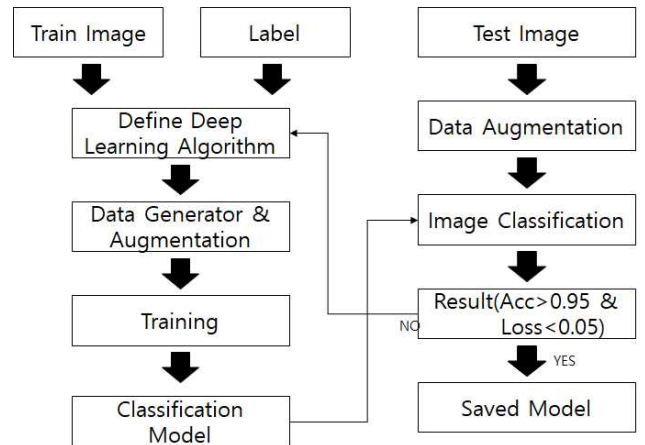 Train Image
Label
Test Image
Define Deep
Learning Algorithm
Data Augmentation
Data Generator &
Augmentation
Image Classification
Training
Result(Acc>0.95 &
Loss<0.05)
NO
YES
Classification
Model
Saved Model